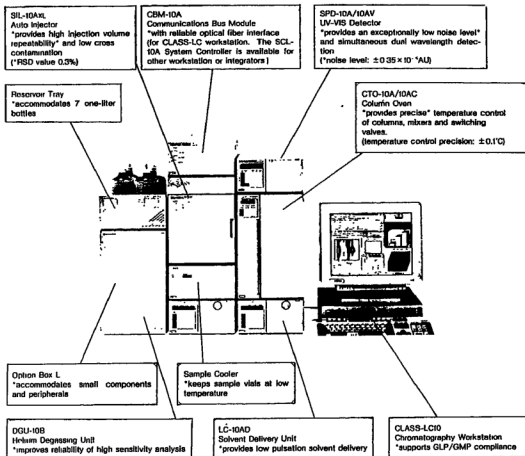 SIL-10AXL
Auto Injector
*provides high injection volume
repeatability* and low cross
contamination
(*RSD value 0.3%)
CBM-10A
Communications Bus Module
*with reliable optical fiber interface
(for CLASS-LC workstation. The SCL-
10A System Controller is available for
other workstation or integrators)
SPD-10A/10AV
UV-VIS Detector
*provides an exceptionally low noise level*
and simultaneous dual wavelength detec-
tion
(*noise level: ±0.35×10⁻⁴AU)
Reservoir Tray
*accommodates 7 one-liter
bottles
CTO-10A/10AC
Column Oven
*provides precise* temperature control
of columns, mixers and switching
valves.
(temperature control precision: ±0.1℃)
Option Box L
*accommodates small components
and peripherals
Sample Cooler
*keeps sample vials at low
temperature
DGU-10B
Helium Degassing Unit
*improves reliability of high sensitivity analysis
LC-10AD
Solvent Delivery Unit
*provides low pulsation solvent delivery
CLASS-LC10
Chromatography Workstation
*supports GLP/GMP compliance